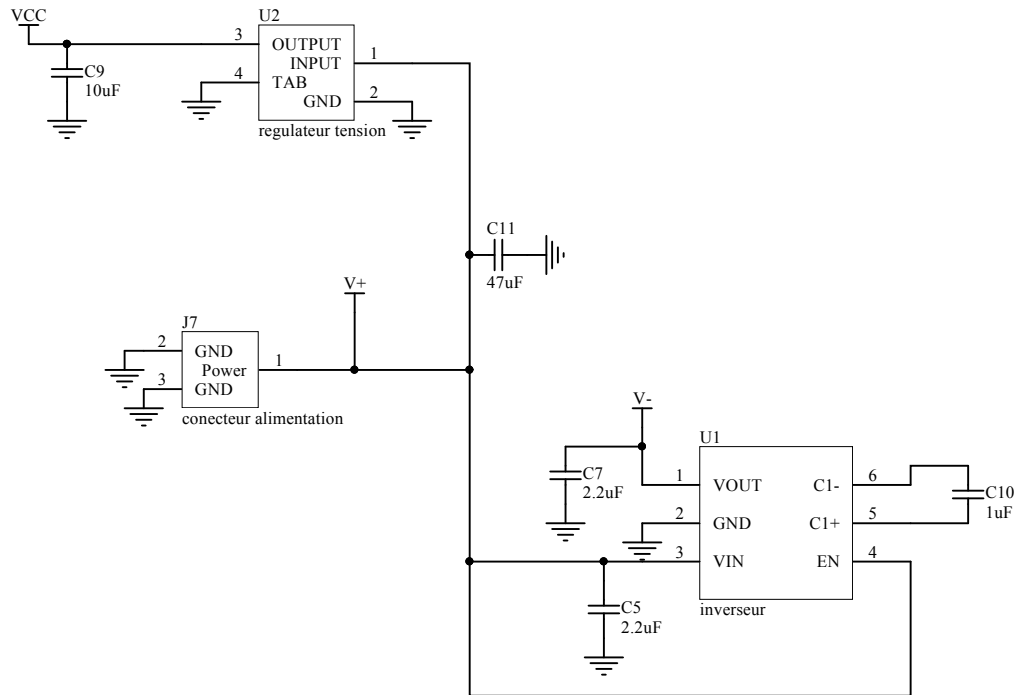 VCC
U2
3
OUTPUT
INPUT
1
C9
10uF
4
TAB
GND
2
regulateur tension
C11
47uF
V+
J7
2
GND
Power
1
3
GND
conecteur alimentation
V-
U1
C7
2.2uF
1
VOUT
C1-
6
C10
1uF
2
GND
C1+
5
3
VIN
EN
4
inverseur
C5
2.2uF